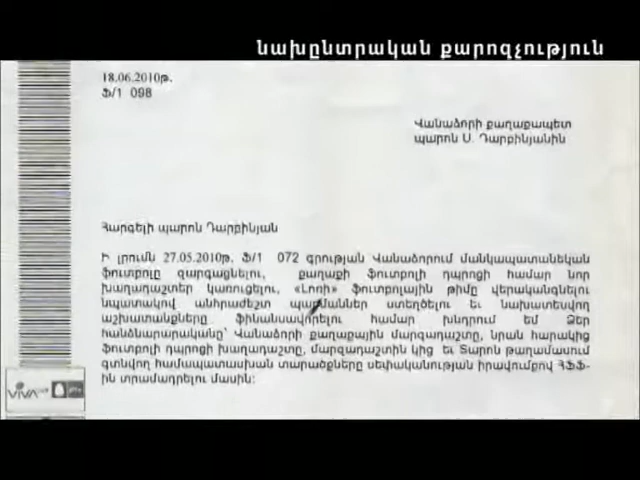 նախընտրական քարոզչություն
18.06.2010թ.
Ֆ/1 098
Վանաձորի քաղաքապետ
պարոն Ս. Դարբինյանին
Հարգելի պարոն Դարբինյան
Ի լրումն 27.05.2010թ. Ֆ/1 072 գրության Վանաձորում մանկապատանեկան
ֆուտբոլը զարգացնելու, քաղաքի ֆուտբոլի դպրոցի համար նոր
խաղադաշտեր կառուցելու, «Լոռի» ֆուտբոլային թիմը վերականգնելու
նպատակով անհրաժեշտ պայմաններ ստեղծելու և նախատեսվող
աշխատանքները ֆինանսավորելու համար խնդրում եմ Ձեր
հանձնարարականը՝ Վանաձորի քաղաքային մարզադաշտը, նրան հարակից
ֆուտբոլի դպրոցի խաղադաշտը, մարզադաշտին կից և Տարոն թաղամասում
գտնվող համապատասխան տարածքները սեփականության իրավունքով ՀՖՖ-
ին տրամադրելու մասին:
VIVA